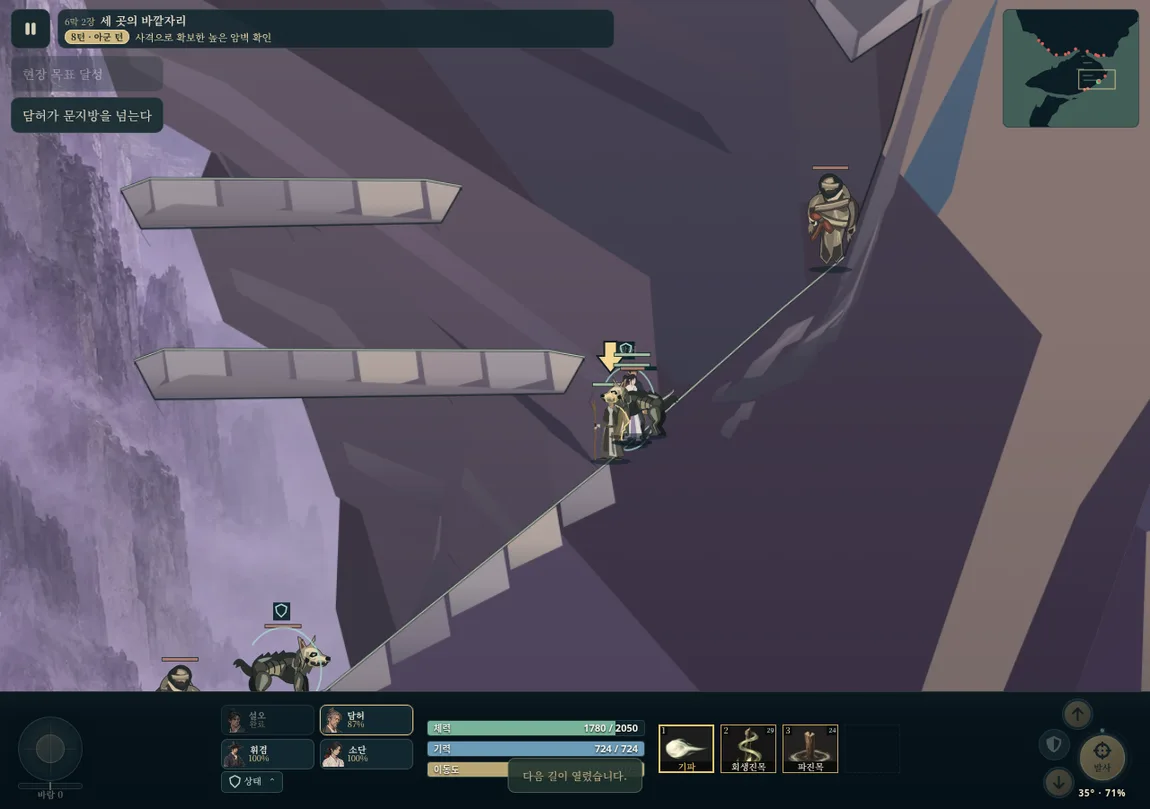 6막 2장 세 곳의 바깥자리
8턴 · 아군 턴 사격으로 확보한 높은 암벽 확인
현장 목표 달성
담허가 문지방을 넘는다
설오
완료
담허
87%
휘경
100%
소단
100%
상태
체력 1780 / 2050
기력 724 / 724
이동도
다음 길이 열렸습니다.
1
기파
2 29
회생진목
3 24
파진목
발사
35° · 71%
바람 0